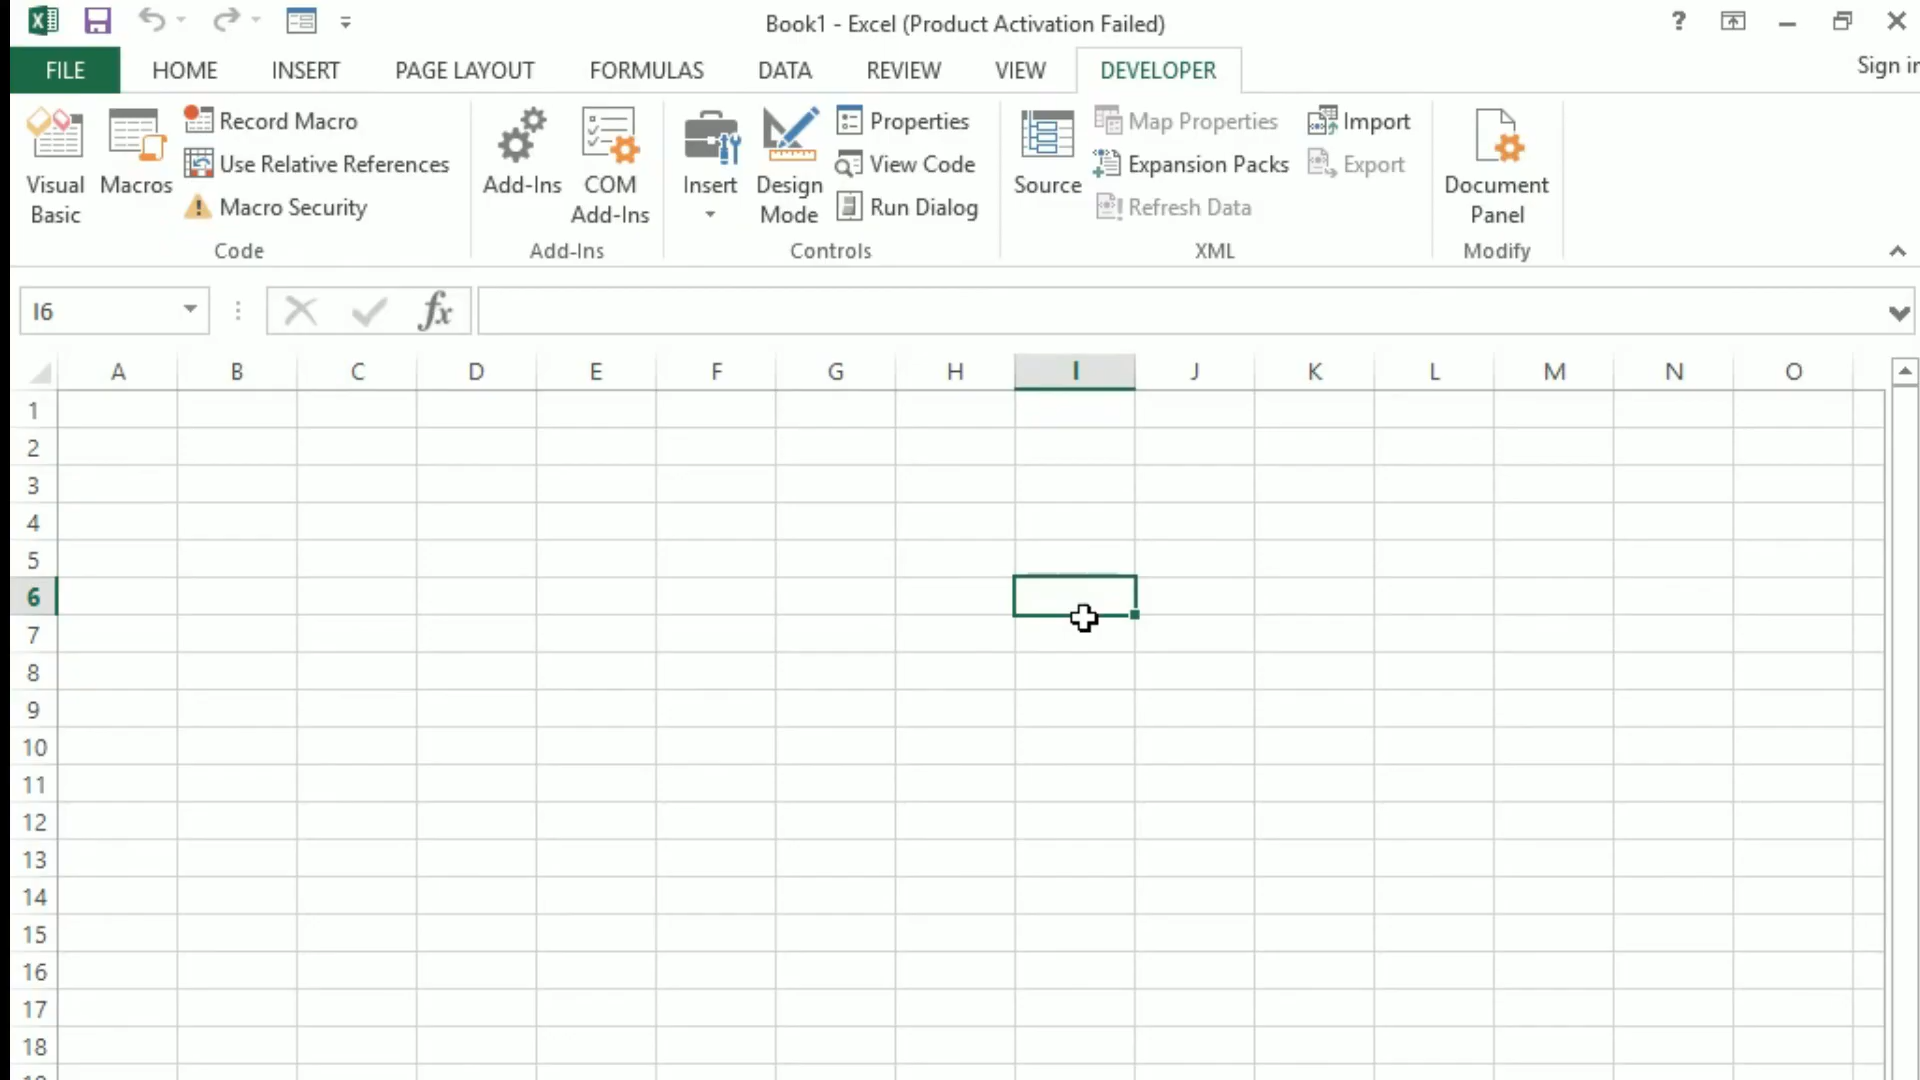 Book1 - Excel (Product Activation Failed)
?
FILE HOME INSERT PAGE LAYOUT FORMULAS DATA REVIEW VIEW DEVELOPER
Visual Basic
Macros
Record Macro
Use Relative References
Macro Security
Code
Add-Ins
COM Add-Ins
Add-Ins
Insert
Design Mode
Properties
View Code
Run Dialog
Controls
Source
Map Properties
Expansion Packs
Refresh Data
Import
Export
XML
Document Panel
Modify
I6
fx
A B C D E F G H I J K L M N O
1
2
3
4
5
6
7
8
9
10
11
12
13
14
15
16
17
18